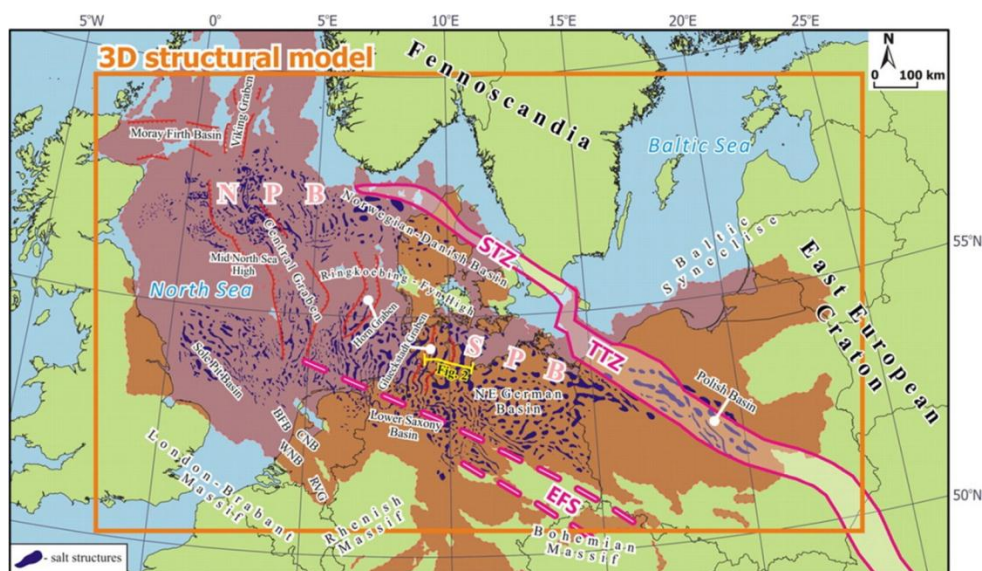 5°W
0°
5°E
10°E
15°E
20°E
25°E
3D structural model
N
0 100 km
Fennoscandia
Viking Graben
Moray Firth Basin
Baltic Sea
N P B
Norwegian-Danish Basin
STZ
55°N
Central Graben
Mid North Sea
High
Ringkoebing-Fyn High
Baltic
Syneclise
East European
Craton
North Sea
Horn Graben
Glueckstadt Graben
S P B
TTZ
Fig. 3
Sole Pit Basin
NE German
Basin
Polish Basin
Lower Saxony
Basin
BFB
CNB
WNB
RVG
EFS
London-Brabant
Massif
Rhenish
Massif
Bohemian
Massif
50°N
- salt structures